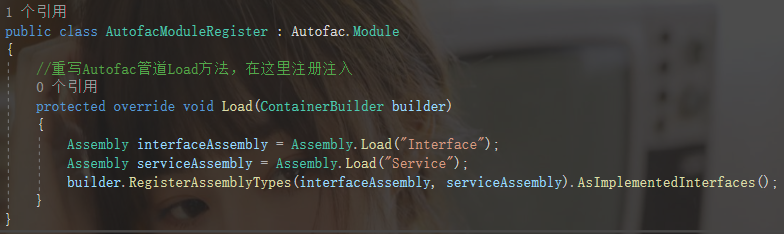 1 个引用
public class AutofacModuleRegister : Autofac.Module
{
//重写Autofac管道Load方法，在这里注册注入
0 个引用
protected override void Load(ContainerBuilder builder)
{
Assembly interfaceAssembly = Assembly.Load("Interface");
Assembly serviceAssembly = Assembly.Load("Service");
builder.RegisterAssemblyTypes(interfaceAssembly, serviceAssembly).AsImplementedInterfaces();
}
}